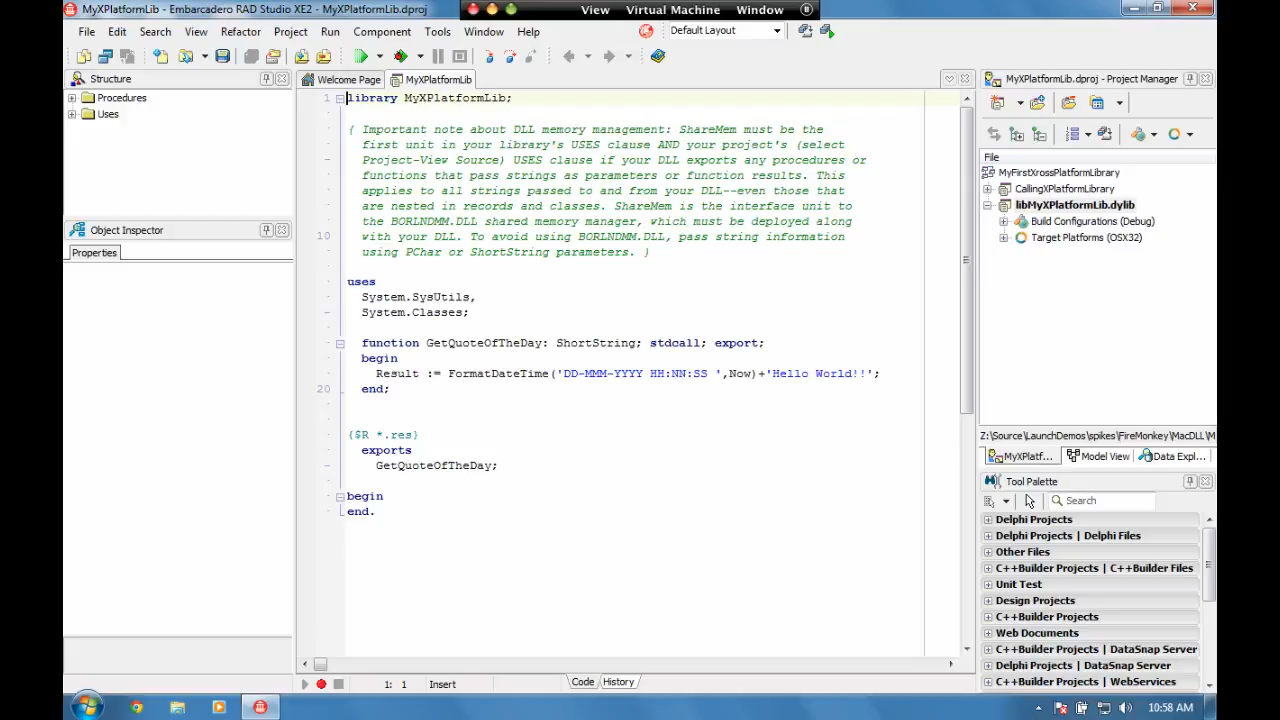 MyXPlatformLib - Embarcadero RAD Studio XE2 - MyXPlatformLib.dproj
View Virtual Machine Window
File Edit Search View Refactor Project Run Component Tools Window Help
Default Layout
Structure
Procedures
Uses
Object Inspector
Properties
Welcome Page MyXPlatformLib
1 library MyXPlatformLib;
{ Important note about DLL memory management: ShareMem must be the
first unit in your library's USES clause AND your project's (select
Project-View Source) USES clause if your DLL exports any procedures or
functions that pass strings as parameters or function results. This
applies to all strings passed to and from your DLL--even those that
are nested in records and classes. ShareMem is the interface unit to
the BORLNDMM.DLL shared memory manager, which must be deployed along
10 with your DLL. To avoid using BORLNDMM.DLL, pass string information
using PChar or ShortString parameters. }
uses
System.SysUtils,
System.Classes;
function GetQuoteOfTheDay: ShortString; stdcall; export;
begin
Result := FormatDateTime('DD-MMM-YYYY HH:NN:SS ',Now)+'Hello World!!';
20 end;
{$R *.res}
exports
GetQuoteOfTheDay;
begin
end.
1: 1 Insert
Code History
MyXPlatformLib.dproj - Project Manager
File
MyFirstXrossPlatformLibrary
CallingXPlatformLibrary
libMyXPlatformLib.dylib
Build Configurations (Debug)
Target Platforms (OSX32)
Z:\Source\LaunchDemos\spikes\FireMonkey\MacDLL\M
MyXPlatf... Model View Data Expl...
Tool Palette
Search
Delphi Projects
Delphi Projects | Delphi Files
Other Files
C++Builder Projects | C++Builder Files
Unit Test
Design Projects
C++Builder Projects
Web Documents
C++Builder Projects | DataSnap Server
Delphi Projects | DataSnap Server
C++Builder Projects | WebServices
10:58 AM